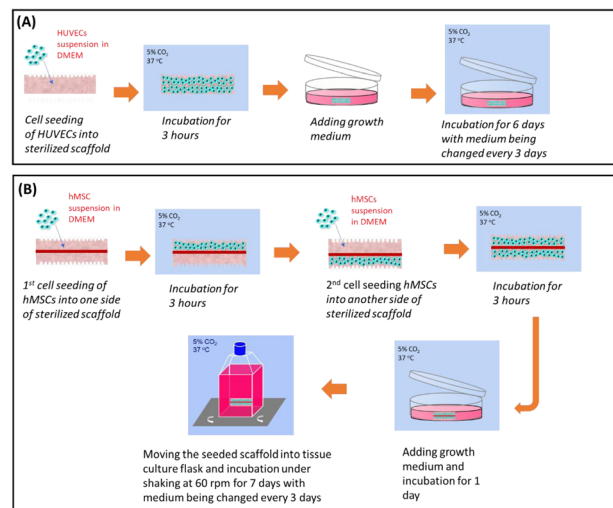 (A)
HUVECs
suspension in
DMEM
5% CO2
37 °C
5% CO2
37 °C
Cell seeding
of HUVECs into
sterilized scaffold
Incubation for
3 hours
Adding growth
medium
Incubation for 6 days
with medium being
changed every 3 days
(B)
hMSC
suspension in
DMEM
5% CO2
37 °C
hMSCs
suspension
in DMEM
5% CO2
37 °C
1st cell seeding of
hMSCs into one side
of sterilized scaffold
Incubation for
3 hours
2nd cell seeding hMSCs
into another side of
sterilized scaffold
Incubation for
3 hours
5% CO2
37 °C
5% CO2
37 °C
Moving the seeded scaffold into tissue
culture flask and incubation under
shaking at 60 rpm for 7 days with
medium being changed every 3 days
Adding growth
medium and
incubation for 1
day